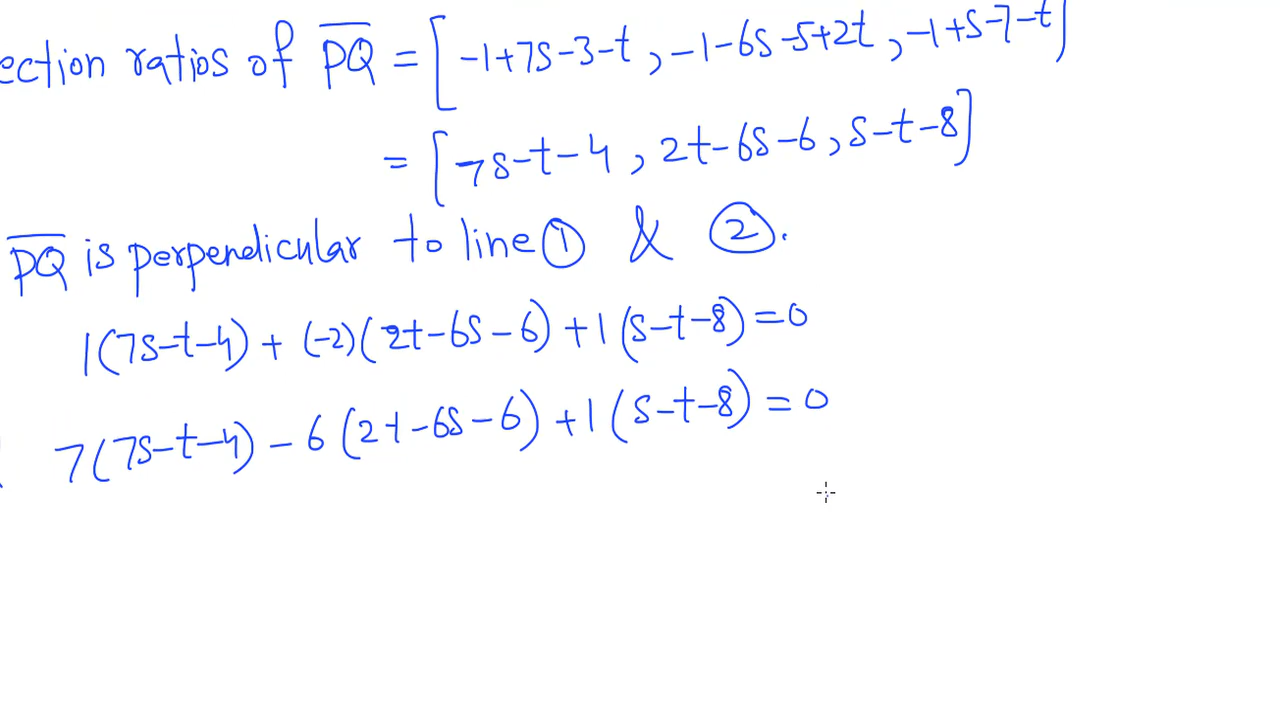 ection ratios of PQ = [-1+7s-3-t, -1-6s-5+2t, -1+s-7-t]
= [7s-t-4, 2t-6s-6, s-t-8]
PQ is perpendicular to line ① & ②.
1(7s-t-4) + (-2)(2t-6s-6) + 1(s-t-8) = 0
7(7s-t-4) - 6(2t-6s-6) + 1(s-t-8) = 0